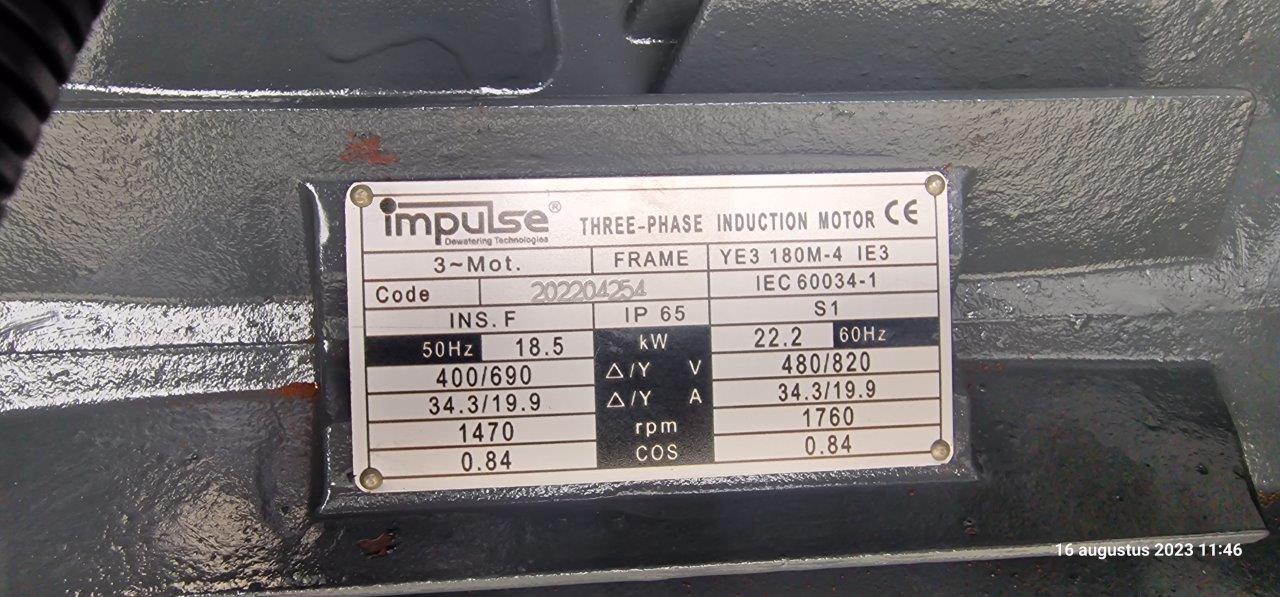 impulse®
Dewatering Technologies
THREE-PHASE INDUCTION MOTOR CE
3~Mot. FRAME YE3 180M-4 IE3
Code 202204254 IEC 60034-1
INS. F IP 65 S1
50Hz 18.5 kW 22.2 60Hz
400/690 △/Y V 480/820
34.3/19.9 △/Y A 34.3/19.9
1470 rpm 1760
0.84 COS 0.84
16 augustus 2023 11:46